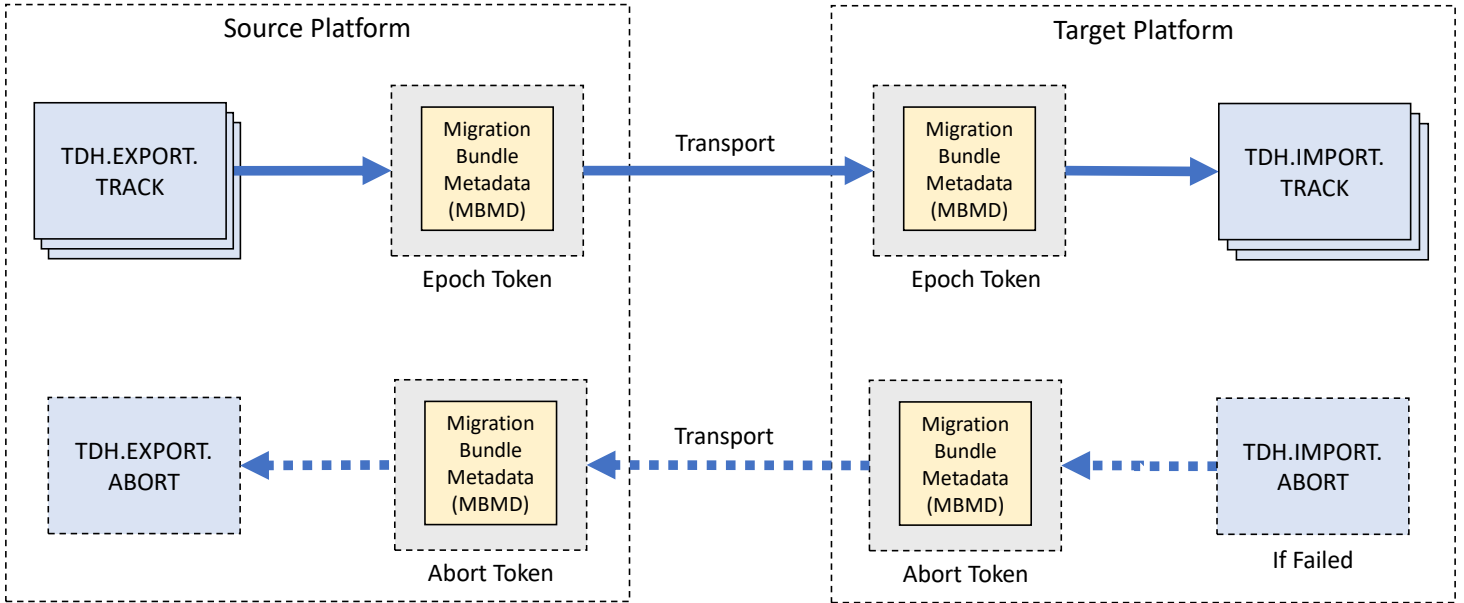 Source Platform
Target Platform
TDH.EXPORT.
TRACK
Migration
Bundle
Metadata
(MBMD)
Epoch Token
Transport
Migration
Bundle
Metadata
(MBMD)
Epoch Token
TDH.IMPORT.
TRACK
TDH.EXPORT.
ABORT
Migration
Bundle
Metadata
(MBMD)
Abort Token
Transport
Migration
Bundle
Metadata
(MBMD)
Abort Token
TDH.IMPORT.
ABORT
If Failed